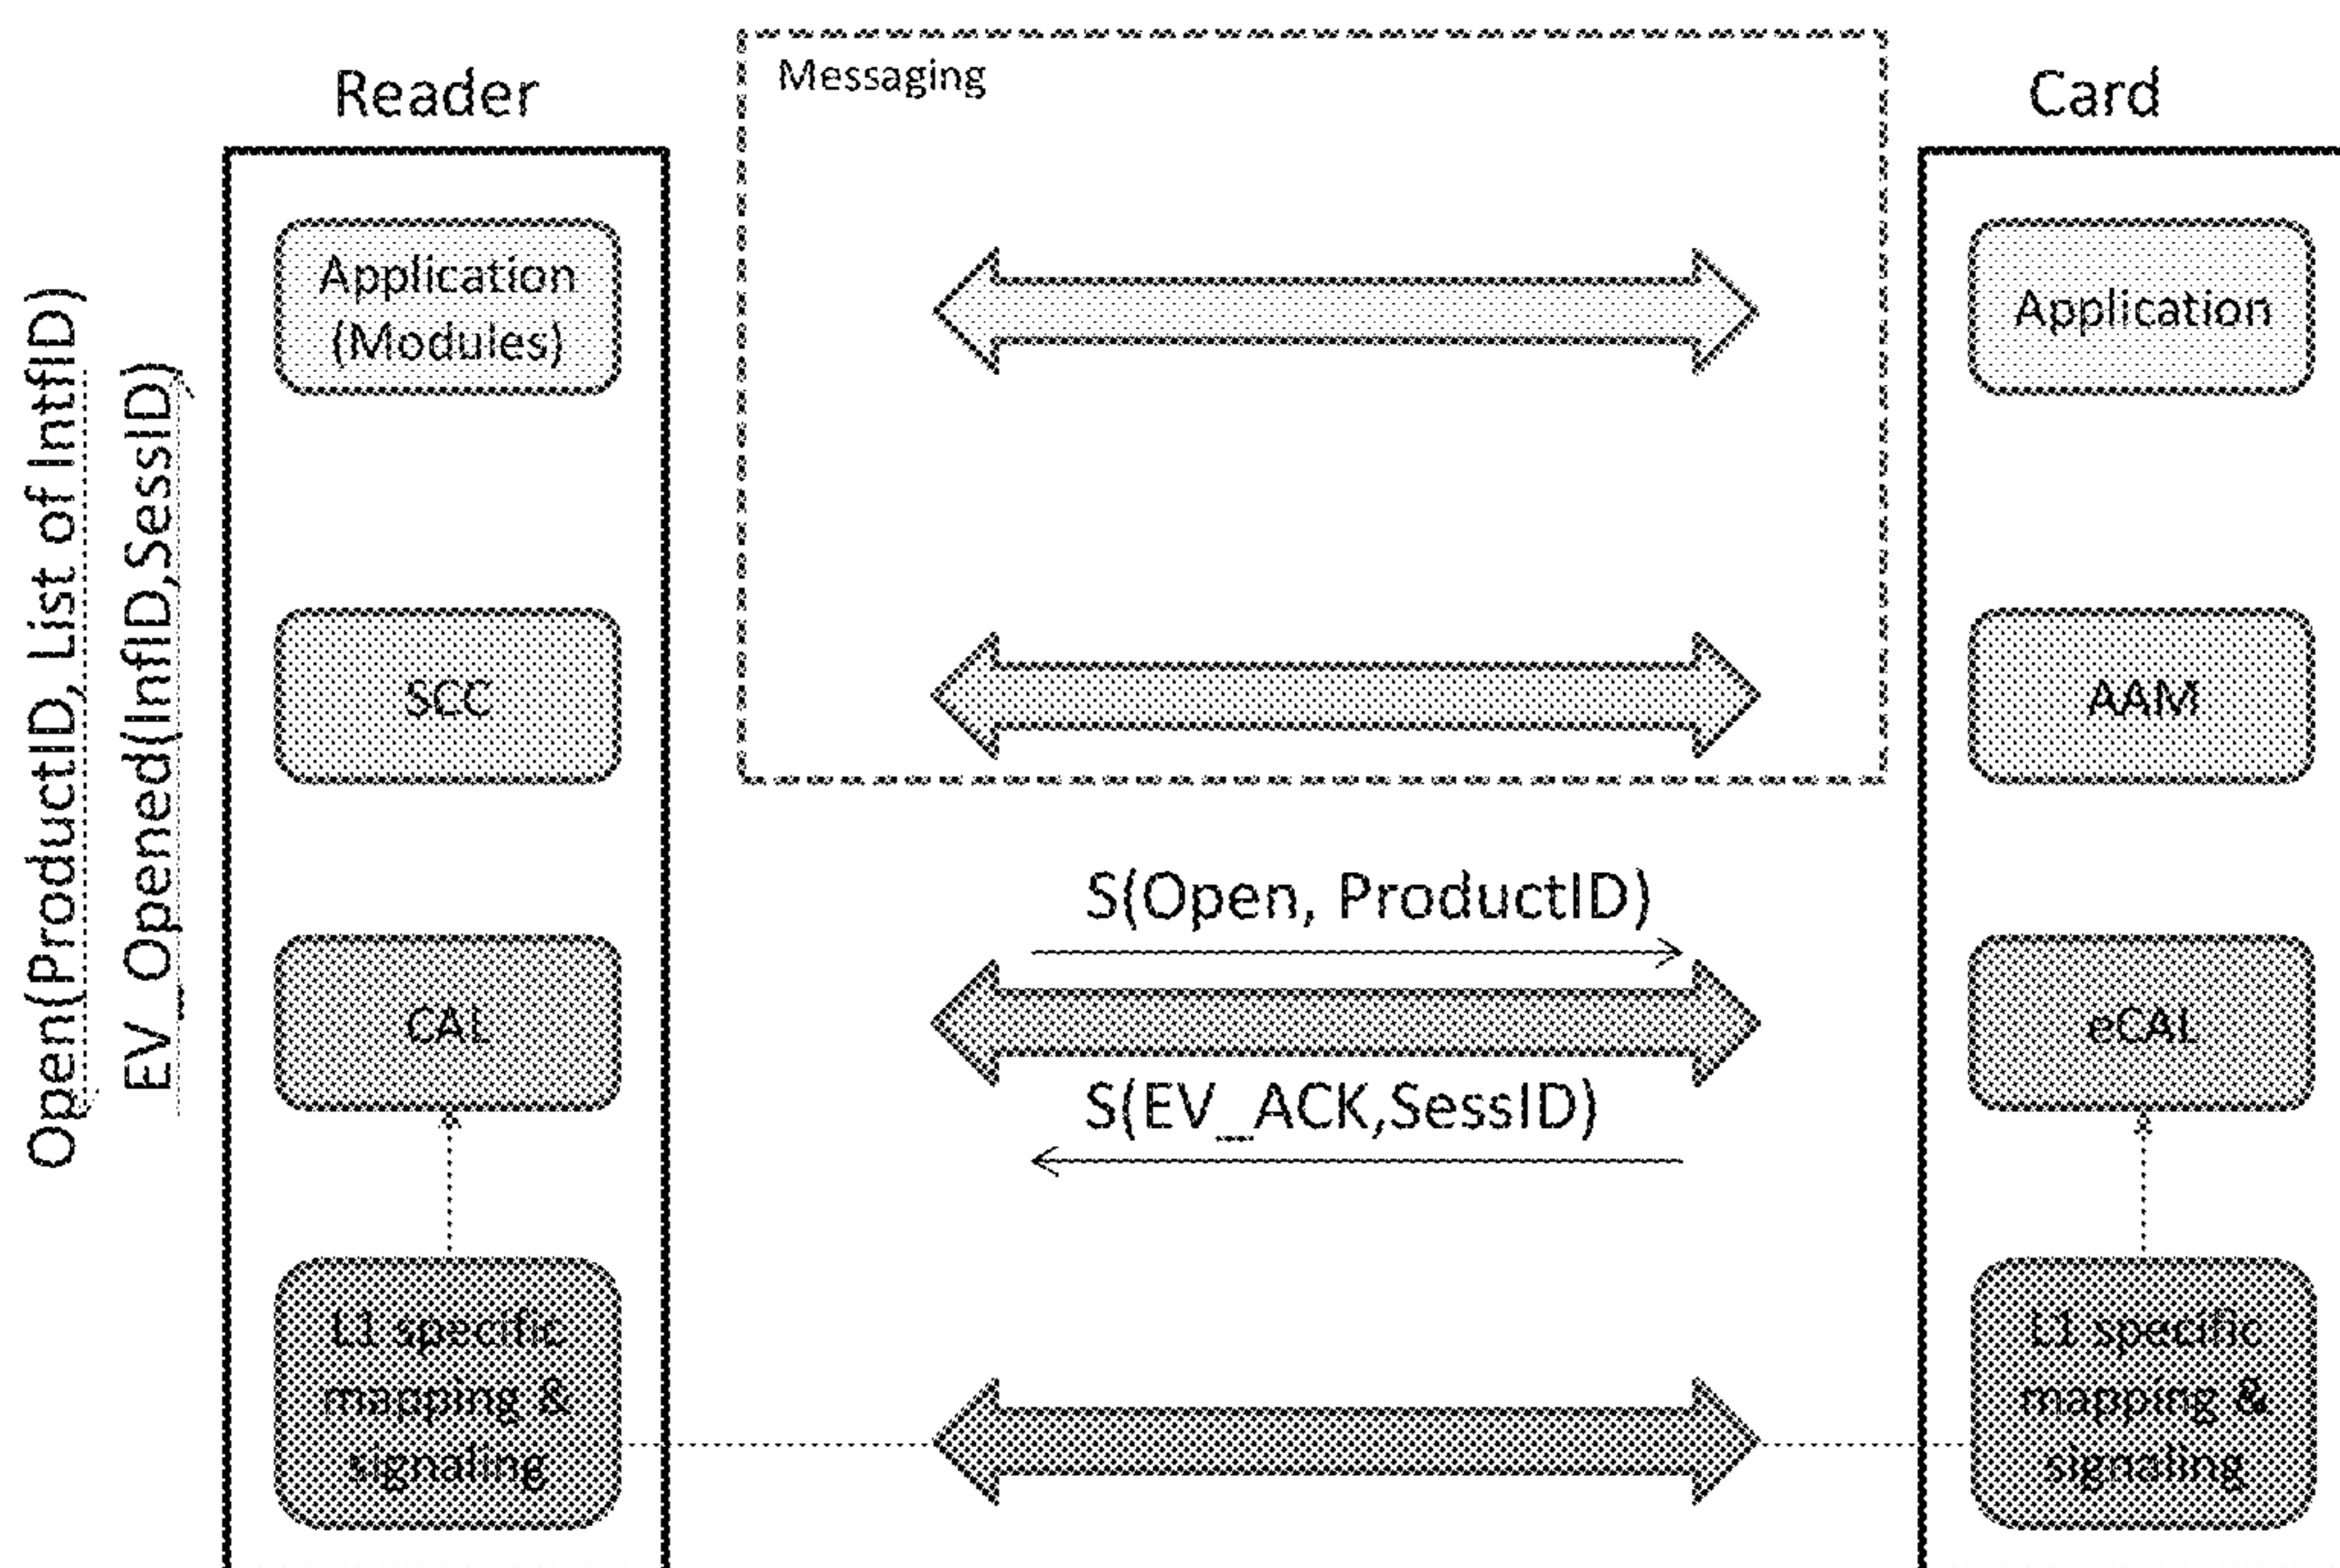 Messaging
Reader
Card
Open(ProductID, List of IntfID)
EV_Opened(InfID,SessID)
Application
(Modules)
Application
SCC
AAM
S(Open, ProductID)
CAL
eCAL
S(EV_ACK,SessID)
L1 specific
mapping &
signaling
L1 specific
mapping &
signaling